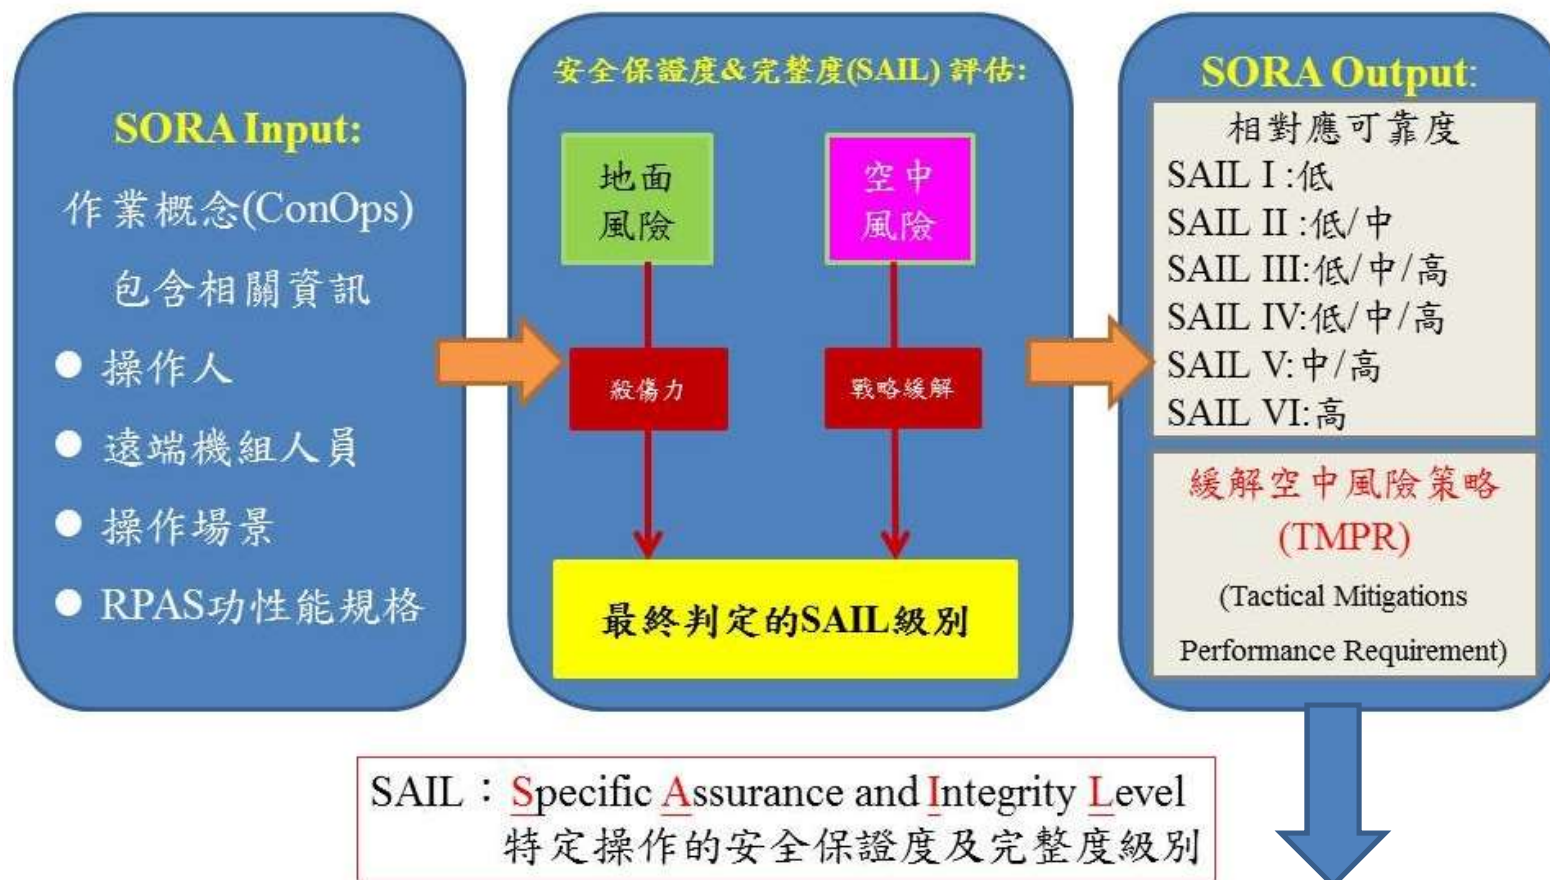 SORA Input:
作業概念(ConOps)
包含相關資訊
● 操作人
● 遠端機組人員
● 操作場景
● RPAS功性能規格
安全保證度&完整度(SAIL) 評估:
地面
風險
空中
風險
殺傷力
戰略緩解
最終判定的SAIL級別
SORA Output:
相對應可靠度
SAIL I :低
SAIL II :低/中
SAIL III:低/中/高
SAIL IV:低/中/高
SAIL V:中/高
SAIL VI:高
緩解空中風險策略
(TMPR)
(Tactical Mitigations
Performance Requirement)
SAIL：Specific Assurance and Integrity Level
特定操作的安全保證度及完整度級別